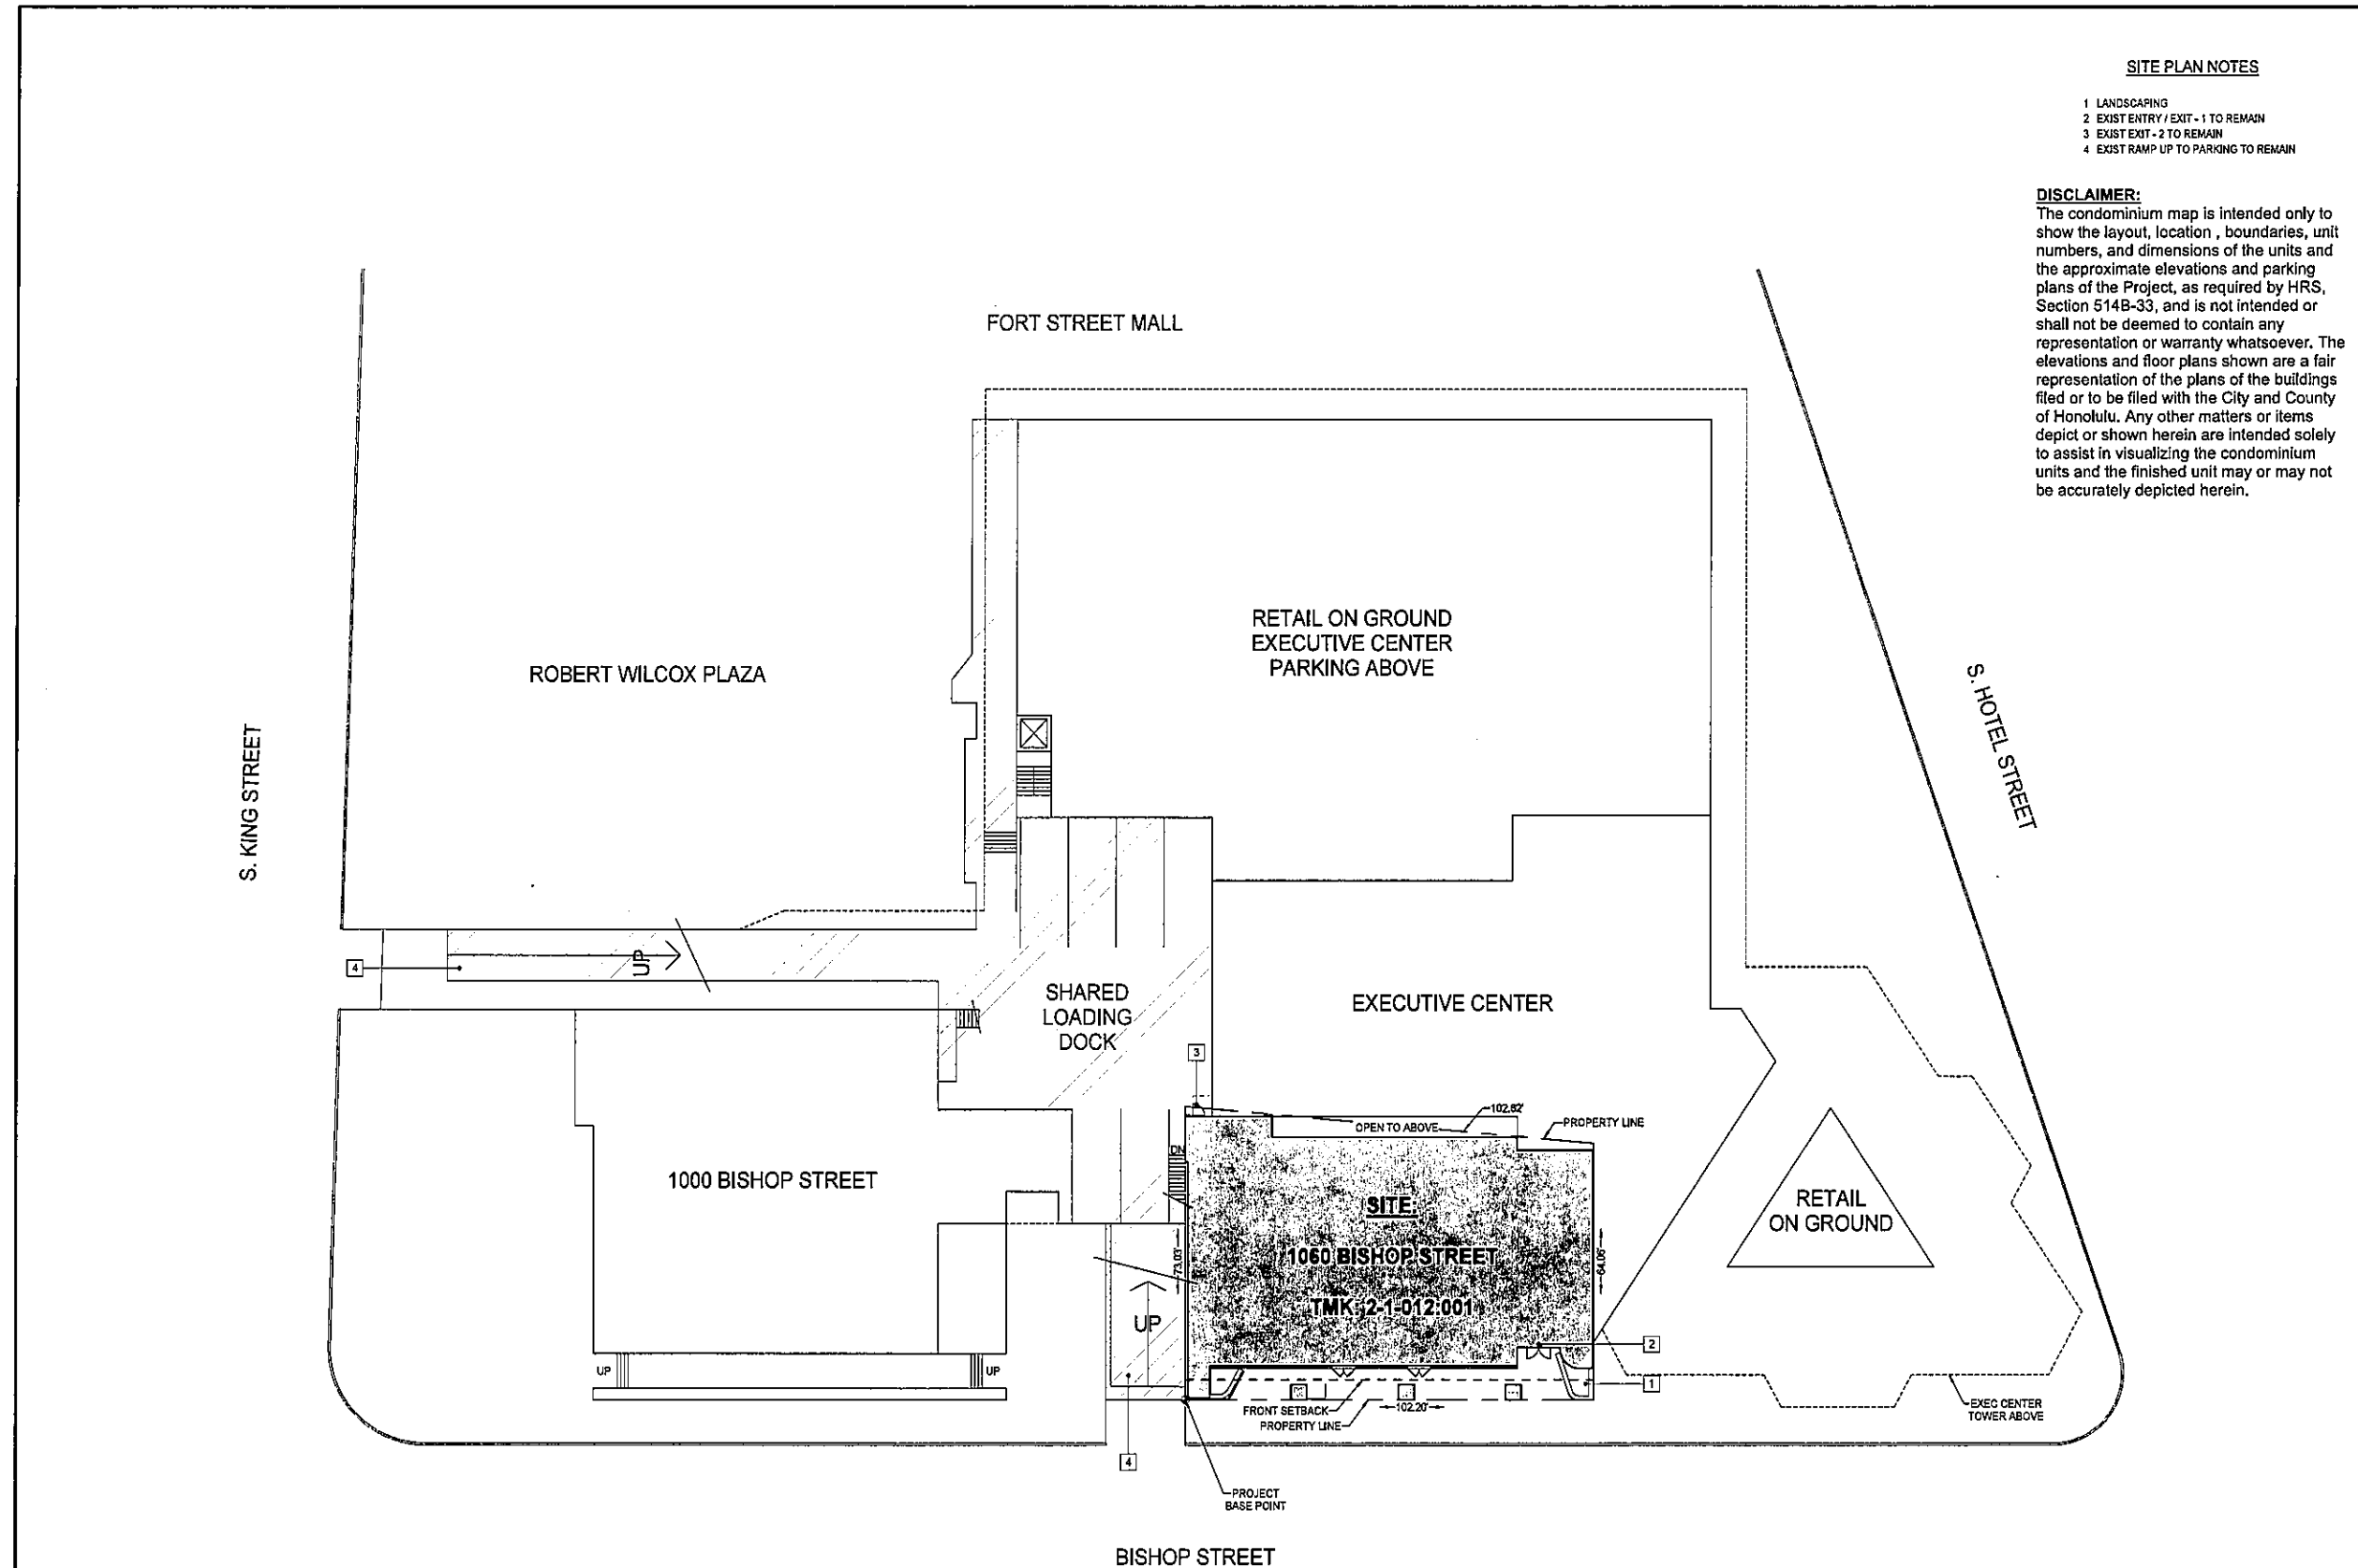 SITE PLAN NOTES
1 LANDSCAPING
2 EXIST ENTRY / EXIT - 1 TO REMAIN
3 EXIST EXIT - 2 TO REMAIN
4 EXIST RAMP UP TO PARKING TO REMAIN
DISCLAIMER:
The condominium map is intended only to
show the layout, location , boundaries, unit
numbers, and dimensions of the units and
the approximate elevations and parking
plans of the Project, as required by HRS,
Section 514B-33, and is not intended or
shall not be deemed to contain any
representation or warranty whatsoever. The
elevations and floor plans shown are a fair
representation of the plans of the buildings
filed or to be filed with the City and County
of Honolulu. Any other matters or items
depict or shown herein are intended solely
to assist in visualizing the condominium
units and the finished unit may or may not
be accurately depicted herein.
FORT STREET MALL
RETAIL ON GROUND
EXECUTIVE CENTER
PARKING ABOVE
ROBERT WILCOX PLAZA
S. HOTEL STREET
S. KING STREET
4
UP
SHARED
LOADING
DOCK
EXECUTIVE CENTER
3
102.82'
OPEN TO ABOVE
PROPERTY LINE
DN
1000 BISHOP STREET
SITE:
1060 BISHOP STREET
TMK: 2-1-012:001
73.03'
64.06'
RETAIL
ON GROUND
UP
2
UP
UP
1
FRONT SETBACK
102.20'
PROPERTY LINE
EXEC CENTER
TOWER ABOVE
4
PROJECT
BASE POINT
BISHOP STREET